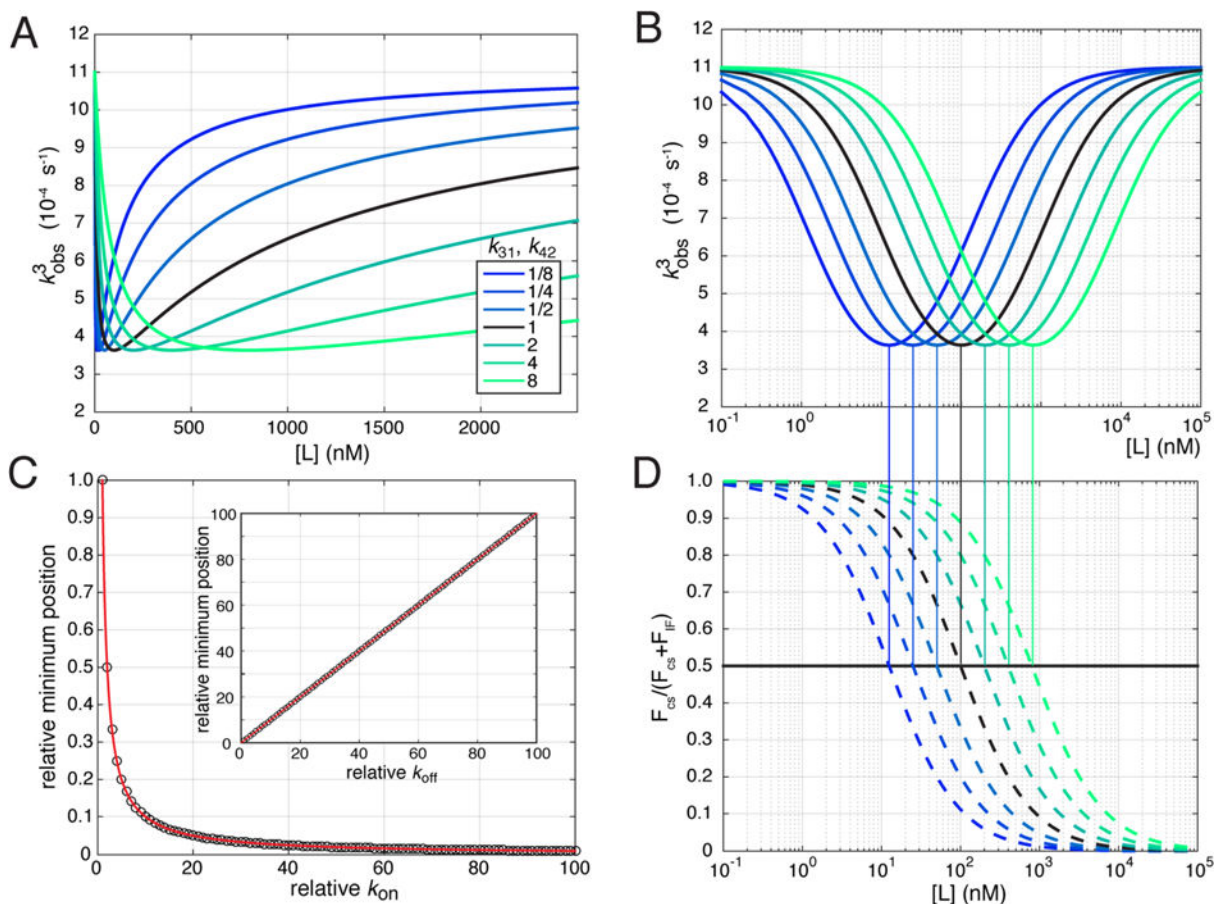 A
12
11
10
9
8
7
6
5
4
3
2
k³obs (10⁻⁴ s⁻¹)
0 500 1000 1500 2000
[L] (nM)
k₃₁, k₄₂
1/8
1/4
1/2
1
2
4
8
B
12
11
10
9
8
7
6
5
4
3
2
k³obs (10⁻⁴ s⁻¹)
10⁻¹ 10⁰ 10¹ 10² 10⁴ 10⁵
[L] (nM)
C
1.0
0.9
0.8
0.7
0.6
0.5
0.4
0.3
0.2
0.1
0
relative minimum position
0 20 40 60 80 100
relative kon
100
80
60
40
20
0
relative minimum position
0 20 40 60 80 100
relative koff
D
1.0
0.9
0.8
0.7
0.6
0.5
0.4
0.3
0.2
0.1
0
Fcs/(Fcs+FIF)
10⁻¹ 10⁰ 10¹ 10² 10³ 10⁴ 10⁵
[L] (nM)